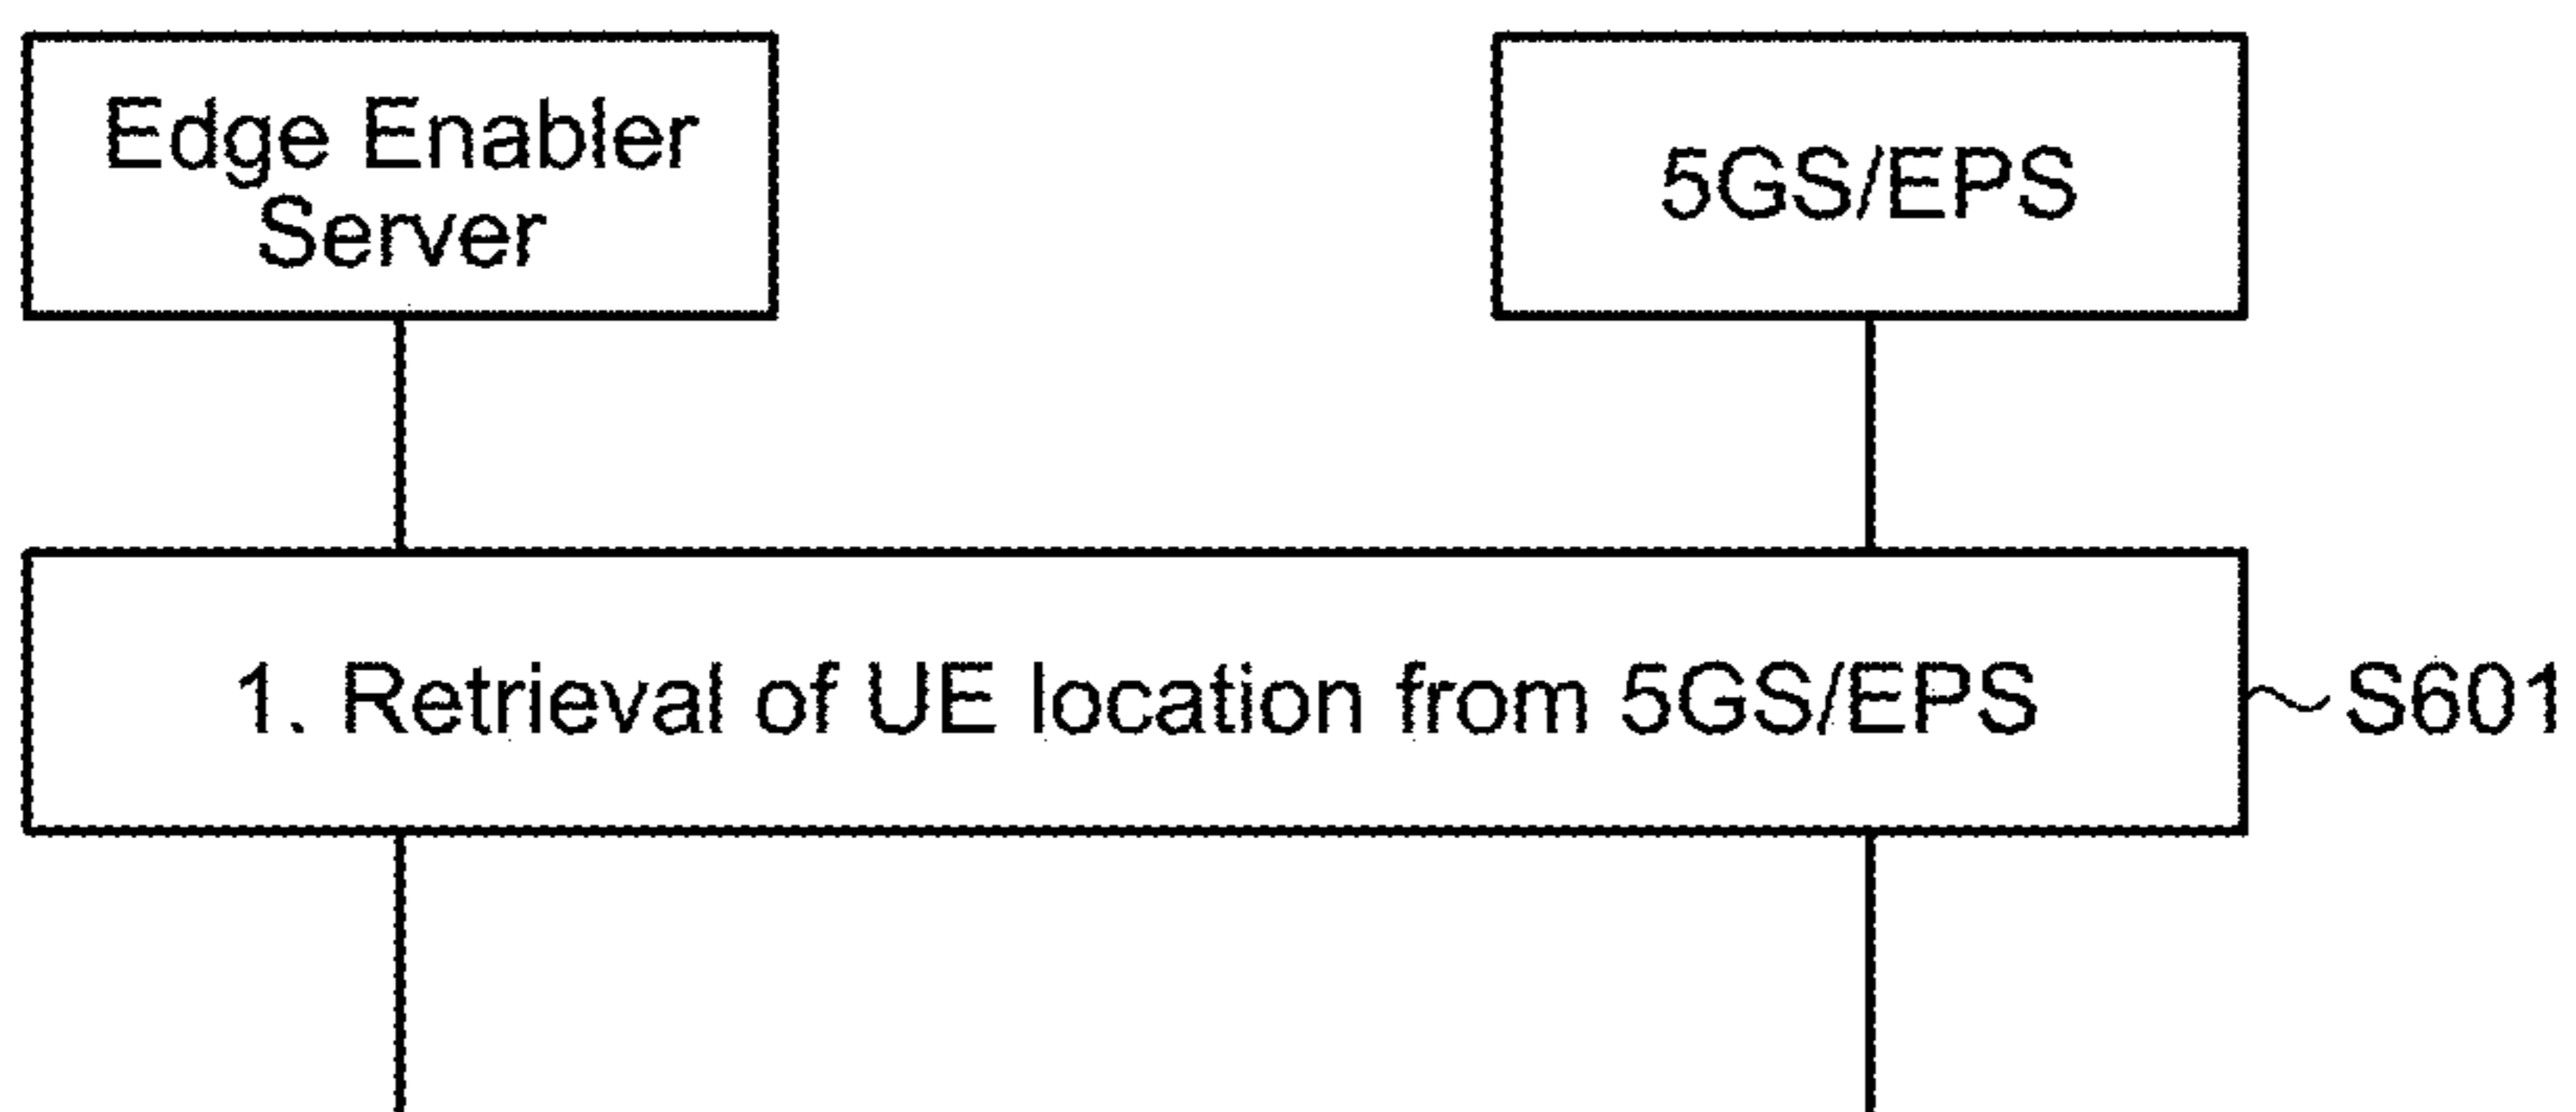 Edge Enabler
Server
5GS/EPS
1. Retrieval of UE location from 5GS/EPS
S601